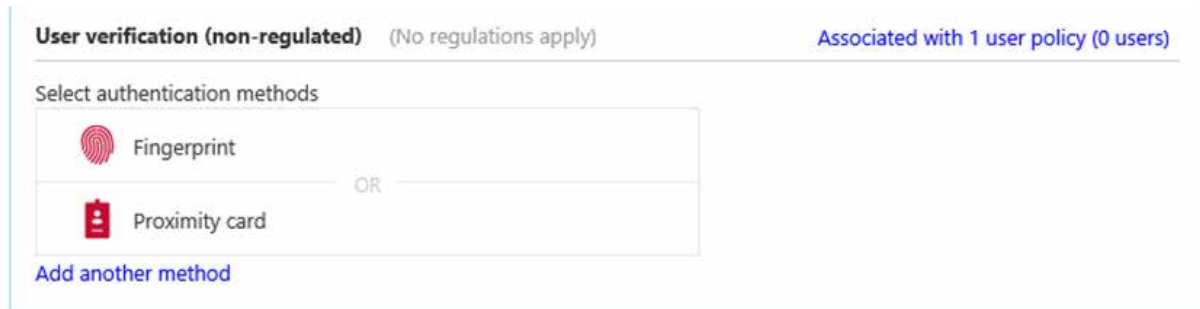 User verification (non-regulated) (No regulations apply) Associated with 1 user policy (0 users)
Select authentication methods
Fingerprint
OR
Proximity card
Add another method